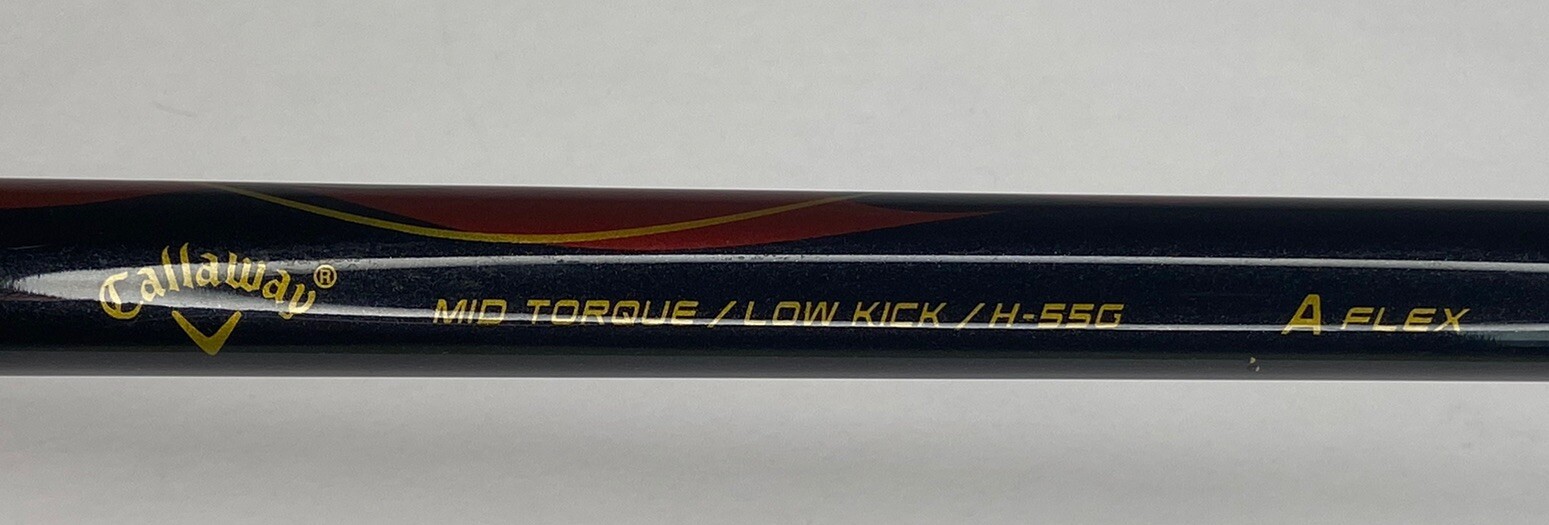 Callaway®
MID TORQUE / LOW KICK / H-55G
A FLEX